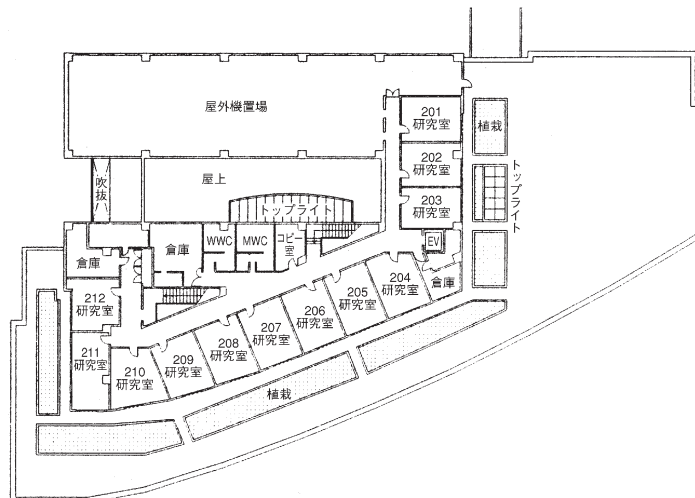 屋外機置場
201
研究室
植栽
202
研究室
吹抜
屋上
トップライト
203
研究室
トップライト
倉庫
倉庫
WWC
MWC
コピー
室
EV
倉庫
204
研究室
205
研究室
206
研究室
207
研究室
208
研究室
209
研究室
210
研究室
211
研究室
212
研究室
植栽